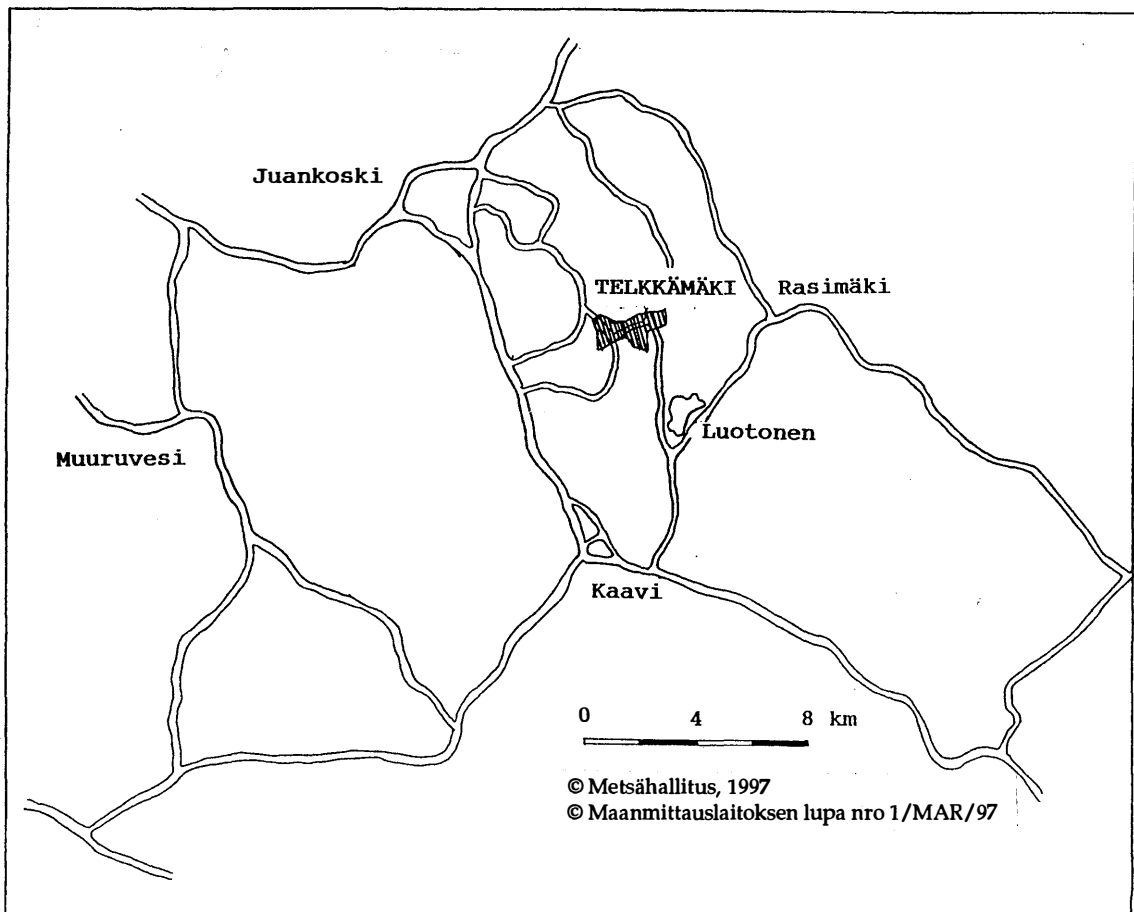 Juankoski
TELKKÄMÄKI
Rasimäki
Luotonen
Muuruvesi
Kaavi
0 4 8 km
© Metsähallitus, 1997
© Maanmittauslaitoksen lupa nro 1/MAR/97